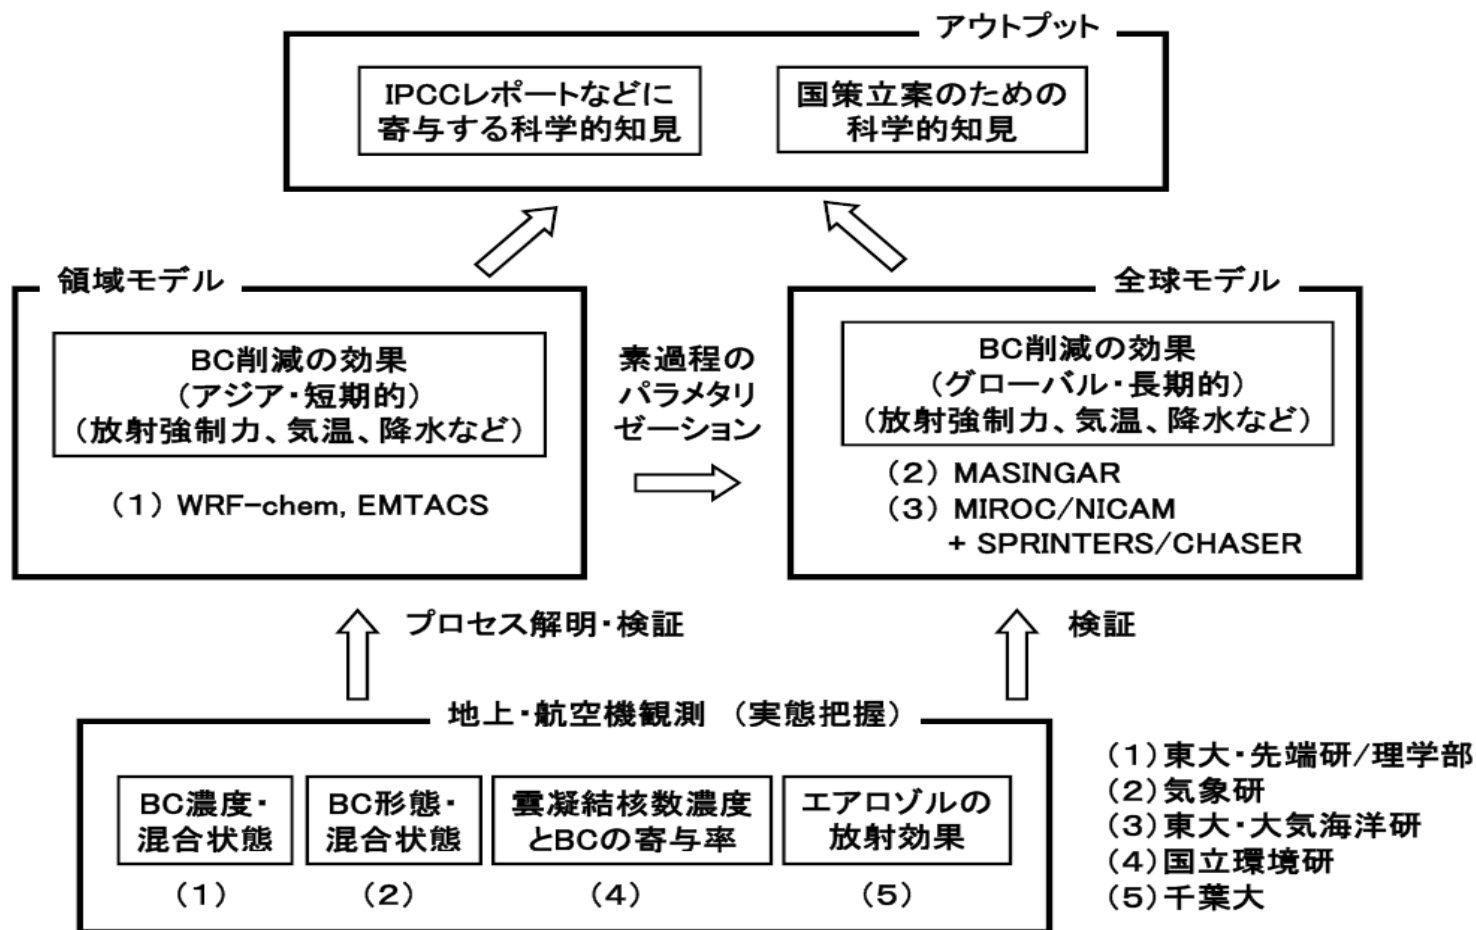 アウトプット
IPCCレポートなどに
寄与する科学的知見
国策立案のための
科学的知見
領域モデル
BC削減の効果
(アジア・短期的)
(放射強制力、気温、降水など)
(1) WRF-chem, EMTACS
素過程の
パラメタリ
ゼーション
全球モデル
BC削減の効果
(グローバル・長期的)
(放射強制力、気温、降水など)
(2) MASINGAR
(3) MIROC/NICAM
+ SPRINTERS/CHASER
プロセス解明・検証
検証
地上・航空機観測 (実態把握)
BC濃度・
混合状態
(1)
BC形態・
混合状態
(2)
雲凝結核数濃度
とBCの寄与率
(4)
エアロゾルの
放射効果
(5)
(1)東大・先端研/理学部
(2)気象研
(3)東大・大気海洋研
(4)国立環境研
(5)千葉大